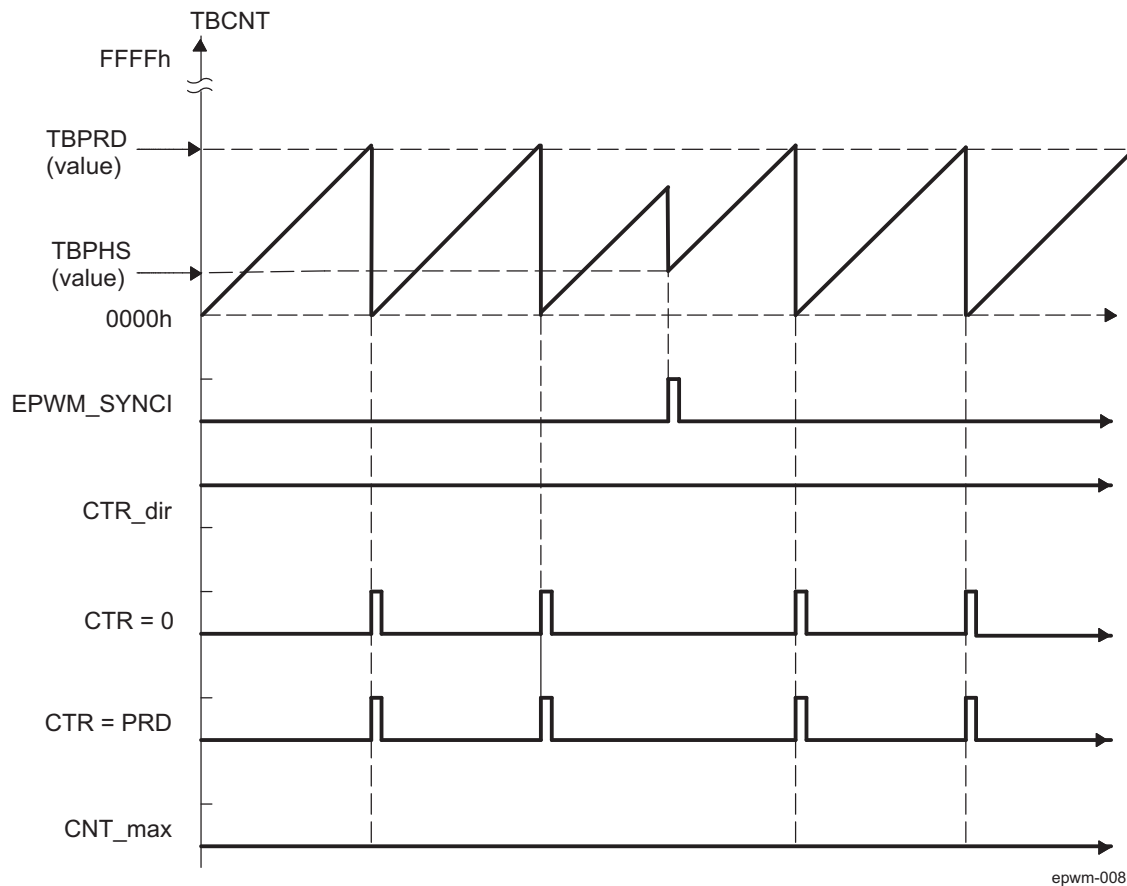 TBCNT
FFFFh
TBPRD
(value)
TBPHS
(value)
0000h
EPWM_SYNCI
CTR_dir
CTR = 0
CTR = PRD
CNT_max
epwm-008